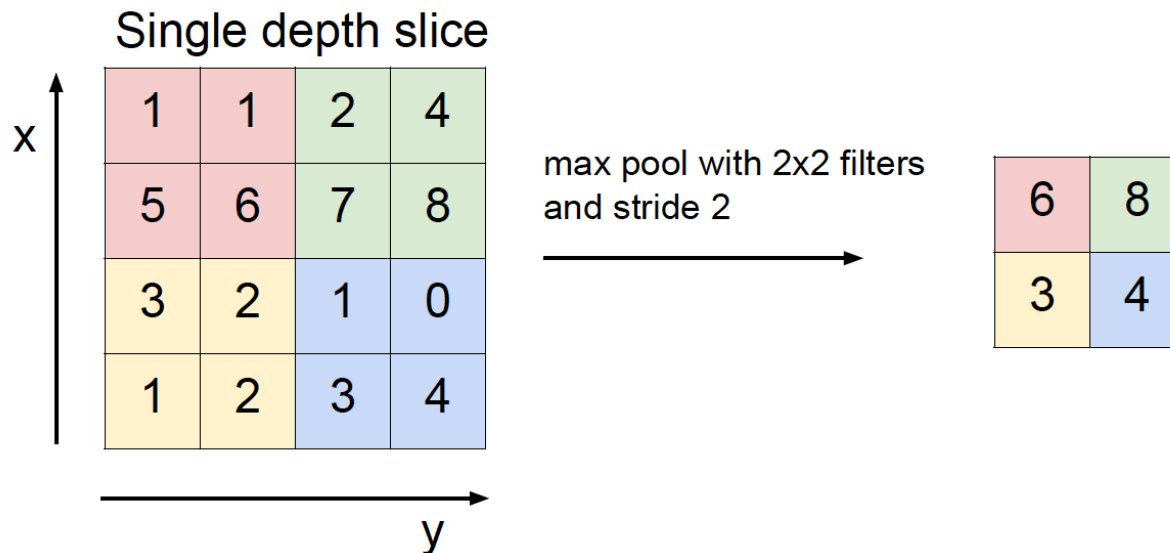 Single depth slice
x
1 1 2 4
5 6 7 8
3 2 1 0
1 2 3 4
y
max pool with 2x2 filters
and stride 2
6 8
3 4